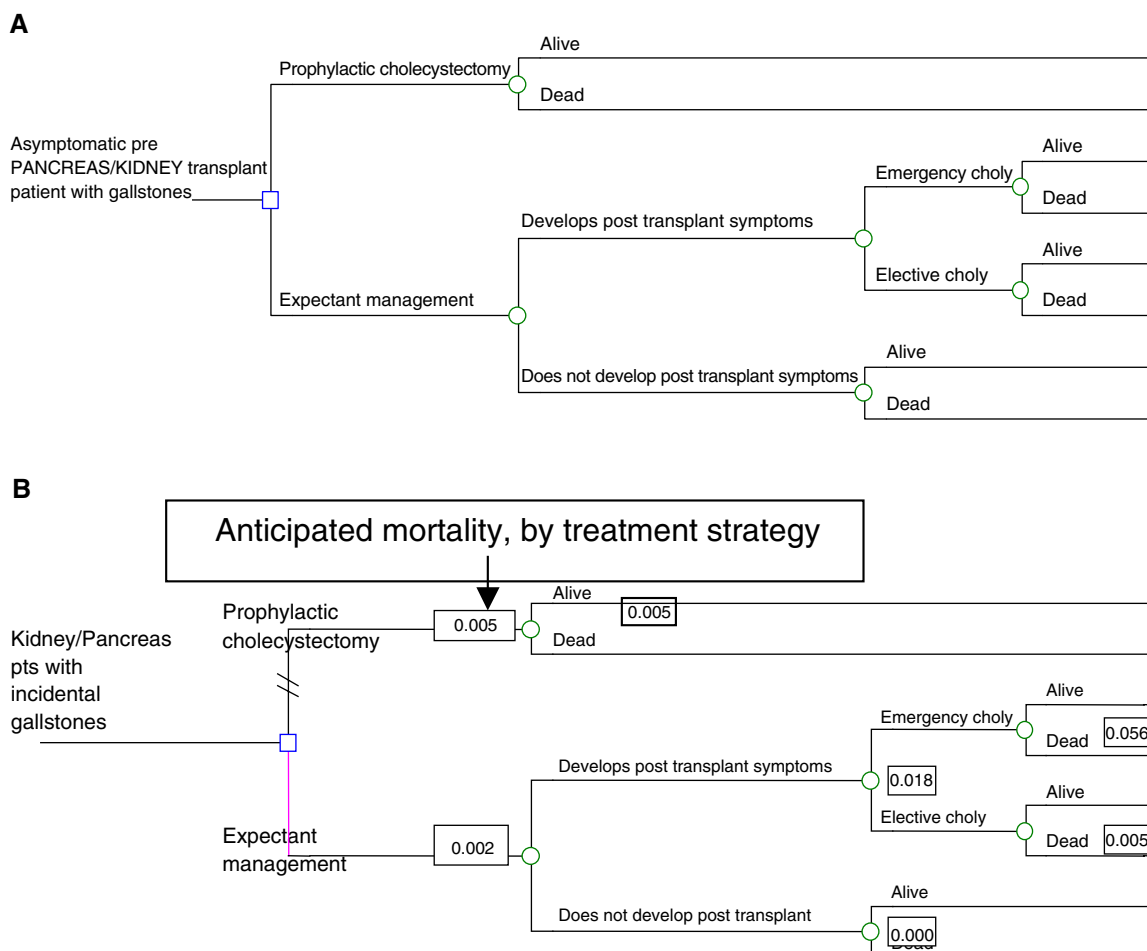 A
Alive
Prophylactic cholecystectomy
Dead
Asymptomatic pre
PANCREAS/KIDNEY transplant
patient with gallstones
Alive
Emergency choly
Dead
Develops post transplant symptoms
Alive
Elective choly
Dead
Expectant management
Alive
Does not develop post transplant symptoms
Dead
B
Anticipated mortality, by treatment strategy
Alive
Prophylactic
cholecystectomy
0.005
0.005
Dead
Kidney/Pancreas
pts with
incidental
gallstones
Alive
Emergency choly
Dead
0.056
Develops post transplant symptoms
0.018
Alive
Elective choly
Dead
0.005
Expectant
management
0.002
Alive
Does not develop post transplant
0.000
Dead